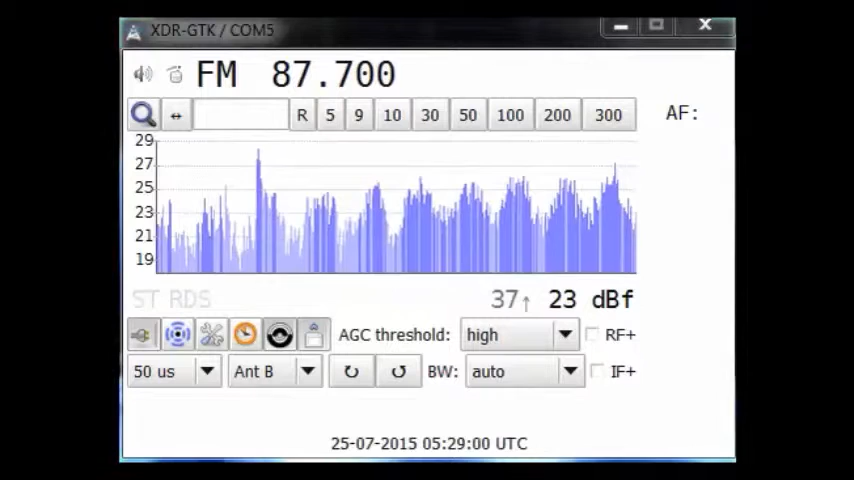 XDR-GTK / COM5
FM 87.700
↔ R 5 9 10 30 50 100 200 300 AF:
29
27
25
23
21
19
ST RDS 37↑ 23 dBf
AGC threshold: high RF+
50 us Ant B ↻ ↺ BW: auto IF+
25-07-2015 05:29:00 UTC